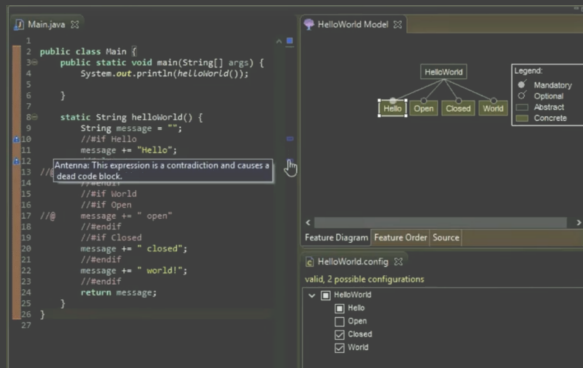 Main.java
1
2 public class Main {
3 public static void main(String[] args) {
4 System.out.println(helloWorld());
5
6 }
7
8 static String helloWorld() {
9 String message = "";
10 //#if Hello
11 message += "Hello";
12
Antenna: This expression is a contradiction and causes a
dead code block.
13 //@
14 //#endif
15 //#if World
16 //#if Open
17 //@ message += " open"
18 //#endif
19 //#if Closed
20 message += " closed";
21 //#endif
22 message += " world!";
23 //#endif
24 return message;
25 }
26 }
27
HelloWorld Model
HelloWorld
Hello Open Closed World
Legend:
Mandatory
Optional
Abstract
Concrete
Feature Diagram Feature Order Source
HelloWorld.config
valid, 2 possible configurations
HelloWorld
Hello
Open
Closed
World